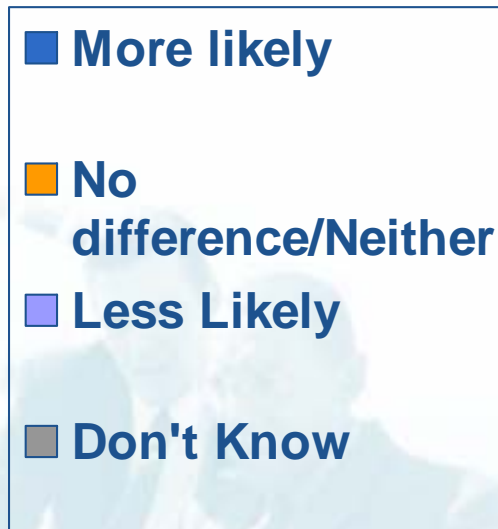 More likely
No
difference/Neither
Less Likely
Don't Know